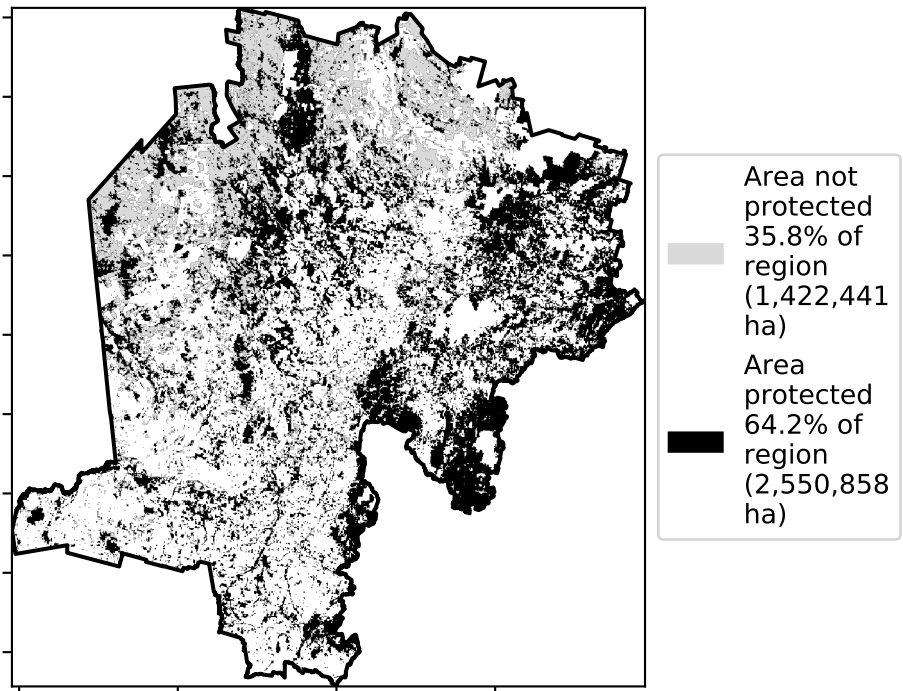 Area not
protected
35.8% of
region
(1,422,441
ha)
Area
protected
64.2% of
region
(2,550,858
ha)